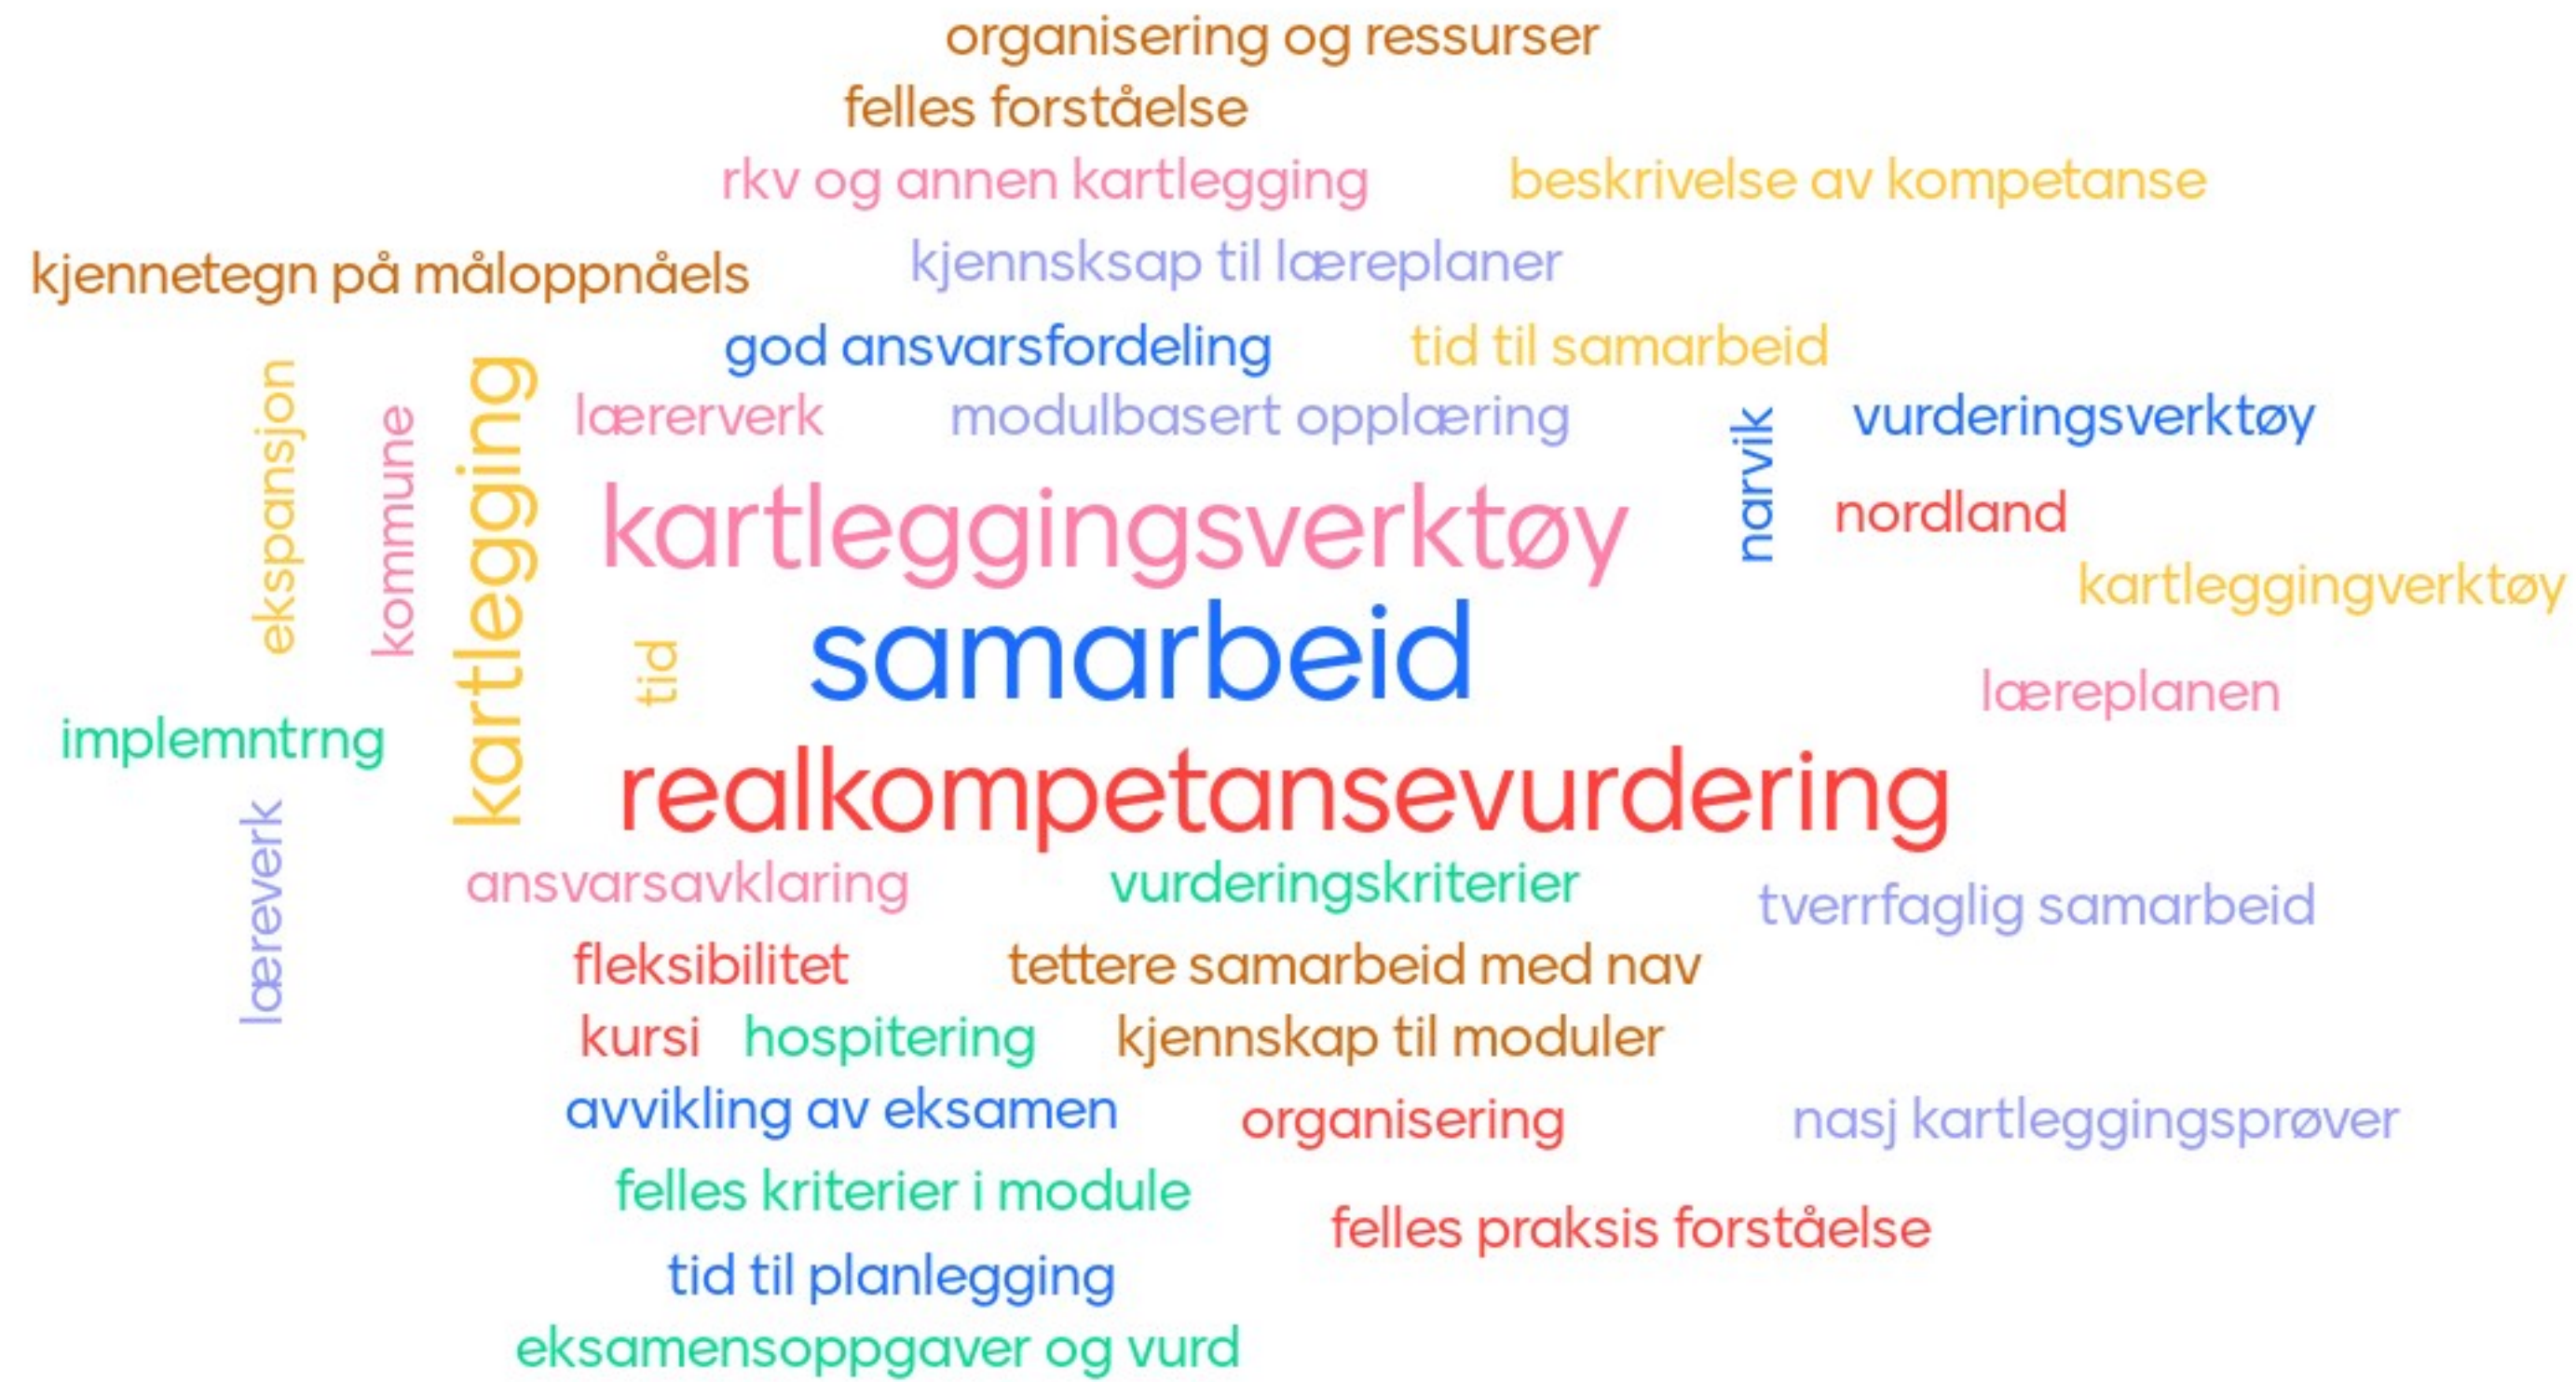 organisering og ressurser
felles forståelse
rkv og annen kartlegging
beskrivelse av kompetanse
kjennsksap til læreplaner
kjennetegn på måloppnåels
god ansvarsfordeling
tid til samarbeid
ekspansjon
kommune
kartlegging
lærerverk
modulbasert opplæring
narvik
vurderingsverktøy
kartleggingsverktøy
nordland
kartleggingverktøy
tid
samarbeid
læreplanen
implemntrng
realkompetansevurdering
læreverk
ansvarsavklaring
vurderingskriterier
tverrfaglig samarbeid
fleksibilitet
tettere samarbeid med nav
kursi
hospitering
kjennskap til moduler
avvikling av eksamen
organisering
nasj kartleggingsprøver
felles kriterier i module
felles praksis forståelse
tid til planlegging
eksamensoppgaver og vurd